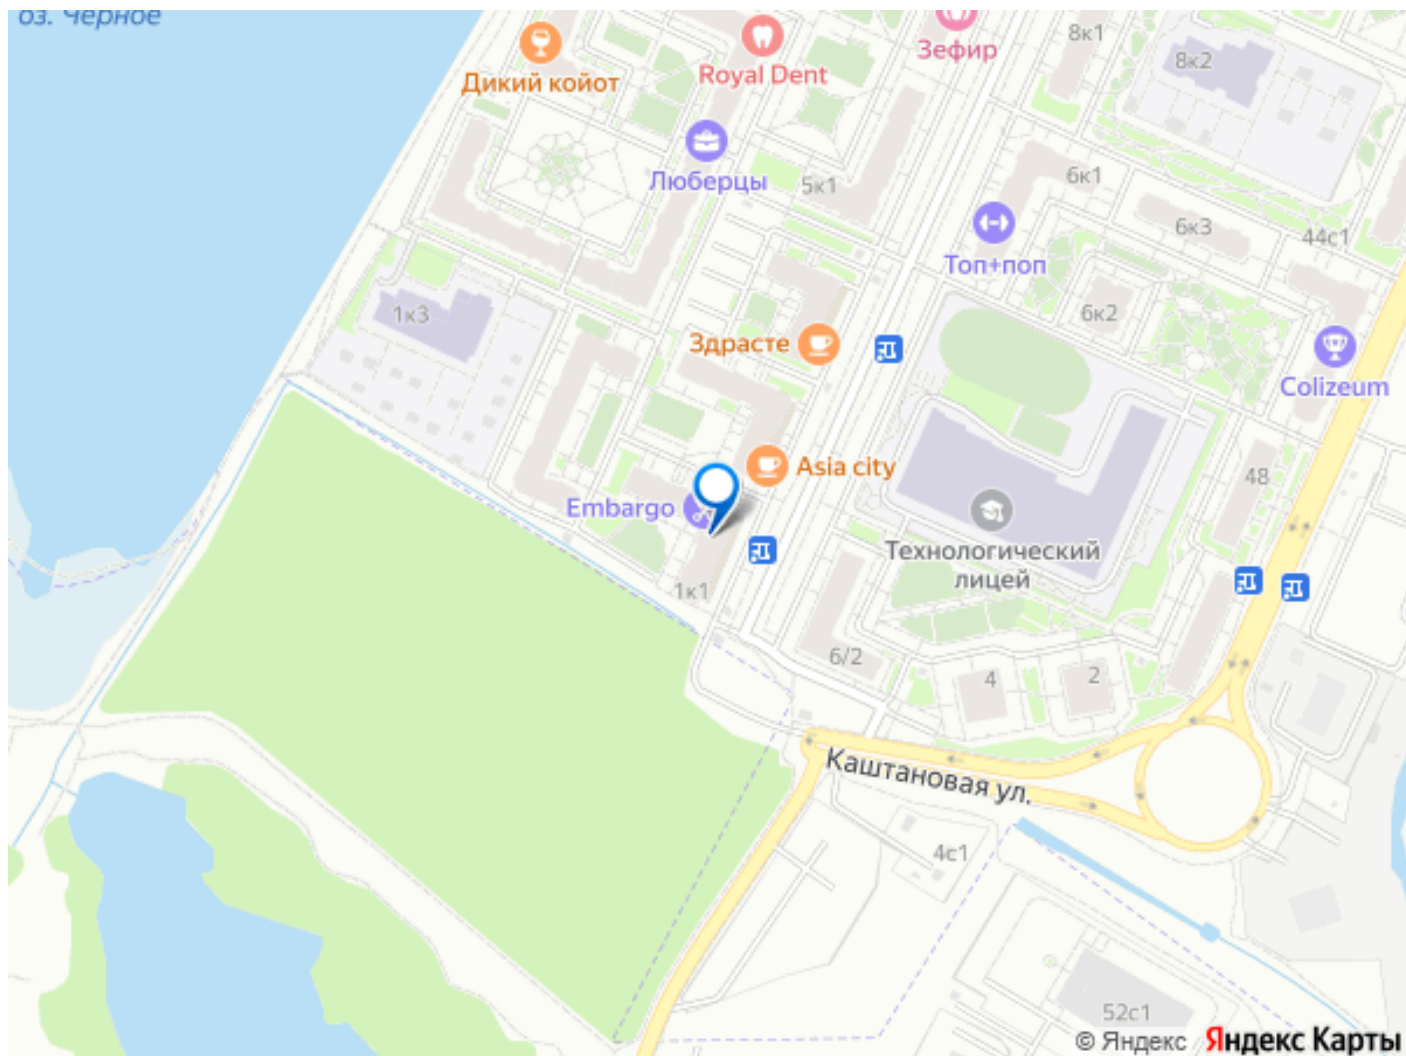 оз. Черное
Дикий койот
Royal Dent
Зефир
8к1
8к2
Люберцы
5к1
6к1
6к3
44с1
Топ+поп
1к3
6к2
Здрасте
Colizeum
Asia city
48
Embargo
Технологический
лицей
1к1
6/2
4
2
Каштановая ул.
4с1
52с1
© Яндекс Яндекс Карты